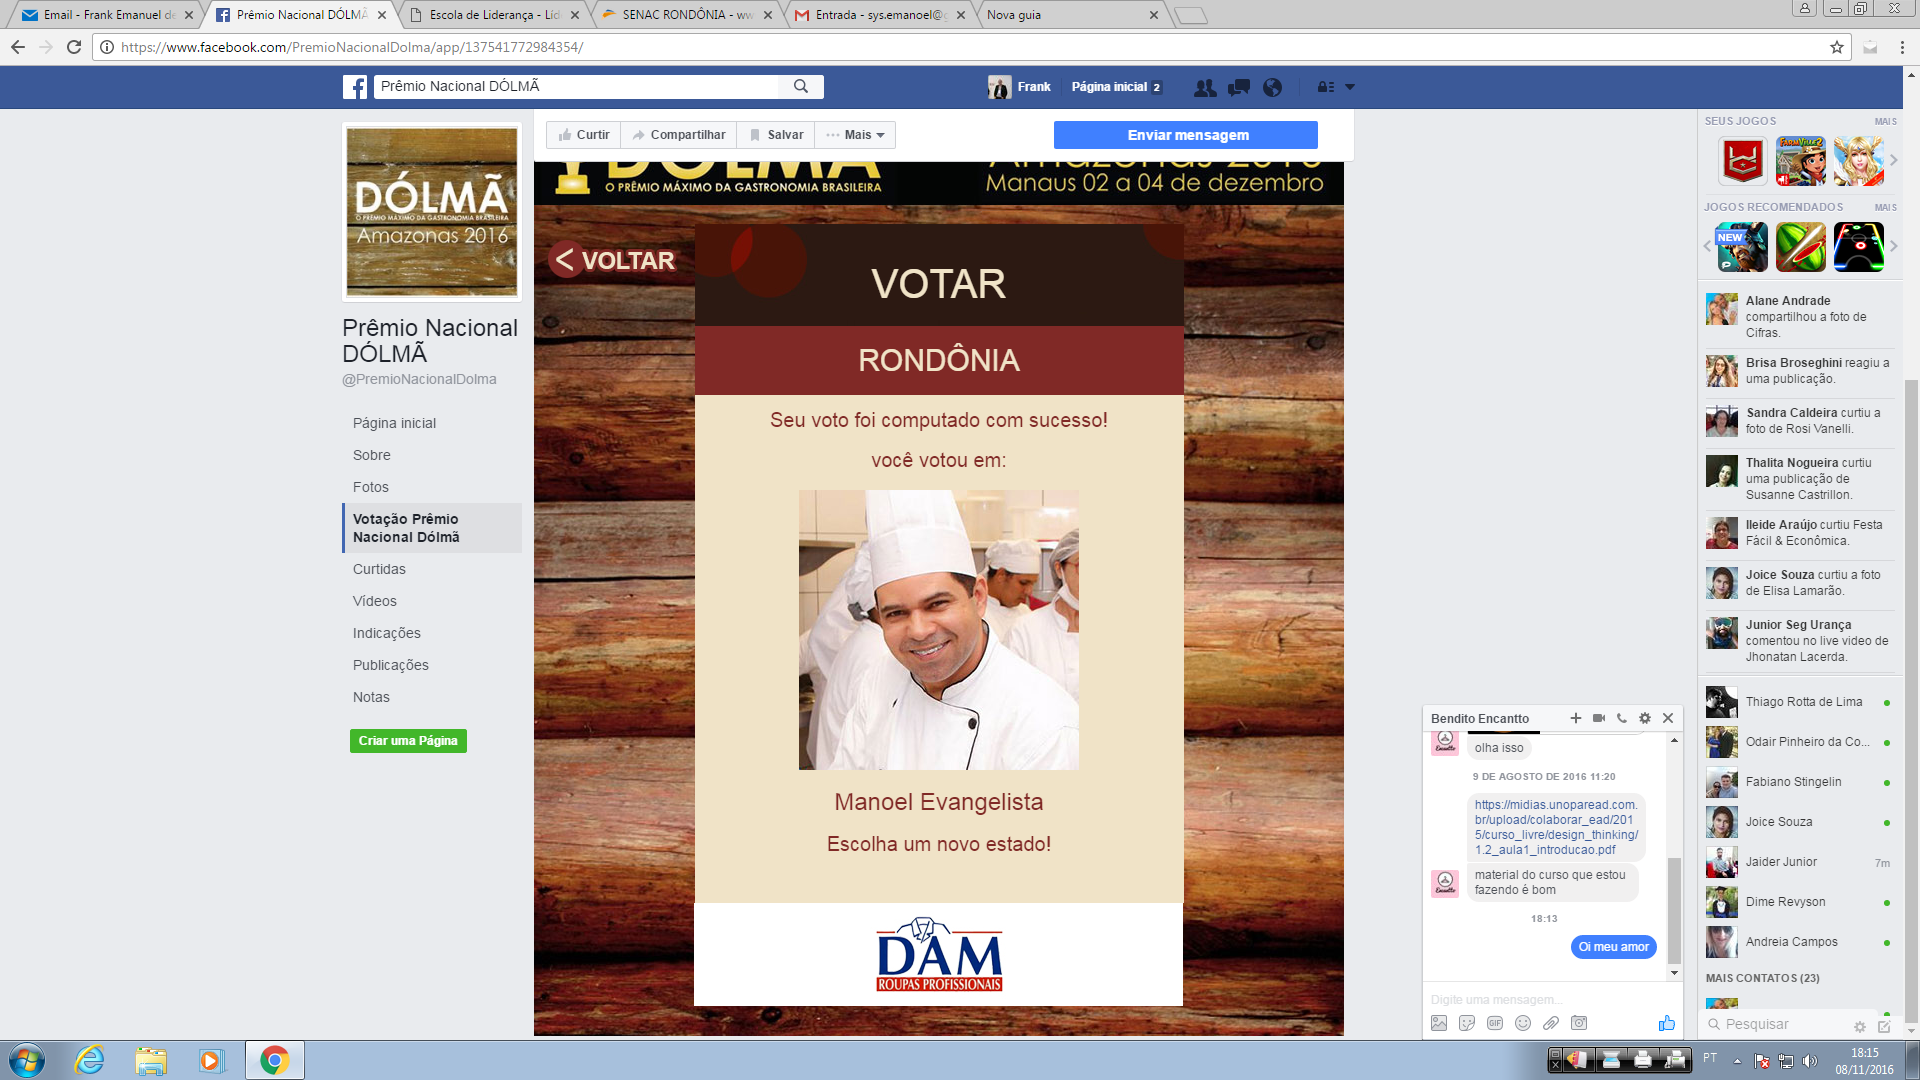 Email - Frank Emanuel de
Prêmio Nacional DÓLMÃ
Escola de Liderança - Líd
SENAC RONDÔNIA - ww
Entrada - sys.emanoel@g
Nova guia
https://www.facebook.com/PremioNacionalDolma/app/137541772984354/
Prêmio Nacional DÓLMÃ
Frank
Página inicial 2
Curtir
Compartilhar
Salvar
Mais
Enviar mensagem
DÓLMÃ
O PRÊMIO MÁXIMO DA GASTRONOMIA BRASILEIRA
Amazonas 2016
Prêmio Nacional
DÓLMÃ
@PremioNacionalDolma
Página inicial
Sobre
Fotos
Votação Prêmio
Nacional Dólmã
Curtidas
Vídeos
Indicações
Publicações
Notas
Criar uma Página
DÓLMÃ
O PRÊMIO MÁXIMO DA GASTRONOMIA BRASILEIRA
Amazonas 2016
Manaus 02 a 04 de dezembro
< VOLTAR
VOTAR
RONDÔNIA
Seu voto foi computado com sucesso!
você votou em:
Manoel Evangelista
Escolha um novo estado!
DAM
ROUPAS PROFISSIONAIS
SEUS JOGOS
MAIS
FARMVILLE 2
JOGOS RECOMENDADOS
MAIS
NEW
Alane Andrade
compartilhou a foto de
Cifras.
Brisa Broseghini reagiu a
uma publicação.
Sandra Caldeira curtiu a
foto de Rosi Vanelli.
Thalita Nogueira curtiu
uma publicação de
Susanne Castrillon.
Ileide Araújo curtiu Festa
Fácil & Econômica.
Joice Souza curtiu a foto
de Elisa Lamarão.
Junior Seg Urança
comentou no live video de
Jhonatan Lacerda.
Thiago Rotta de Lima
Odair Pinheiro da Co...
Fabiano Stingelin
Joice Souza
Jaider Junior 7m
Dime Revyson
Andreia Campos
MAIS CONTATOS (23)
Pesquisar
Bendito Encantto
olha isso
9 DE AGOSTO DE 2016 11:20
https://midias.unoparead.com.
br/upload/colaborar_ead/201
5/curso_livre/design_thinking/
1.2_aula1_introducao.pdf
material do curso que estou
fazendo é bom
18:13
Oi meu amor
Digite uma mensagem...
GIF
PT
18:15
08/11/2016